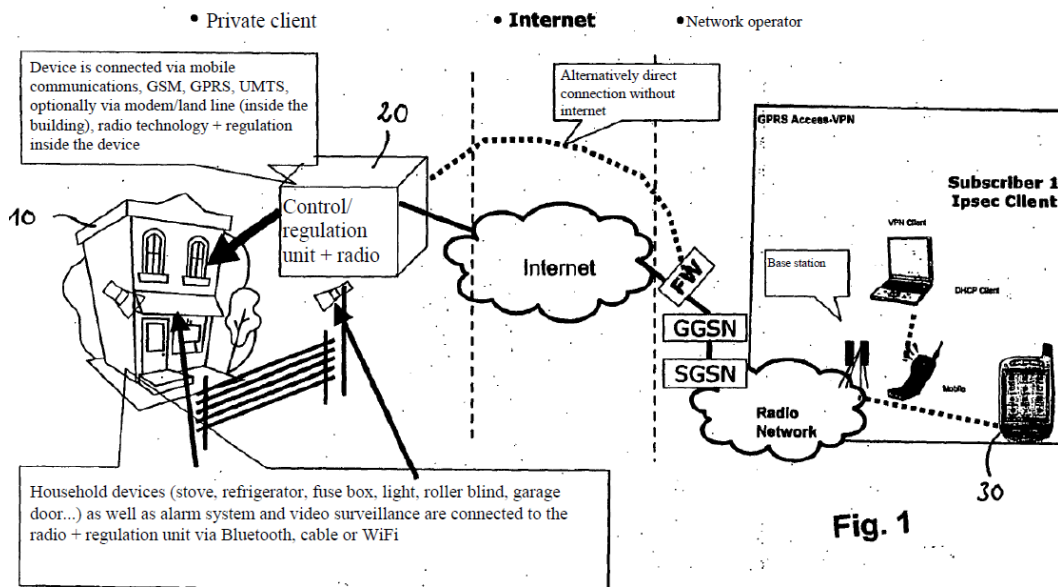 • Private client
• Internet
• Network operator
Device is connected via mobile
communications, GSM, GPRS, UMTS,
optionally via modem/land line (inside the
building), radio technology + regulation
inside the device
Alternatively direct
connection without
internet
20
GPRS Access-VPN
Subscriber 1
Ipsec Client
VPN Client
10
Control/
regulation
unit + radio
Internet
FW
Base station
DHCP Client
GGSN
SGSN
Radio
Network
Mobile
30
Household devices (stove, refrigerator, fuse box, light, roller blind, garage
door...) as well as alarm system and video surveillance are connected to the
radio + regulation unit via Bluetooth, cable or WiFi
Fig. 1